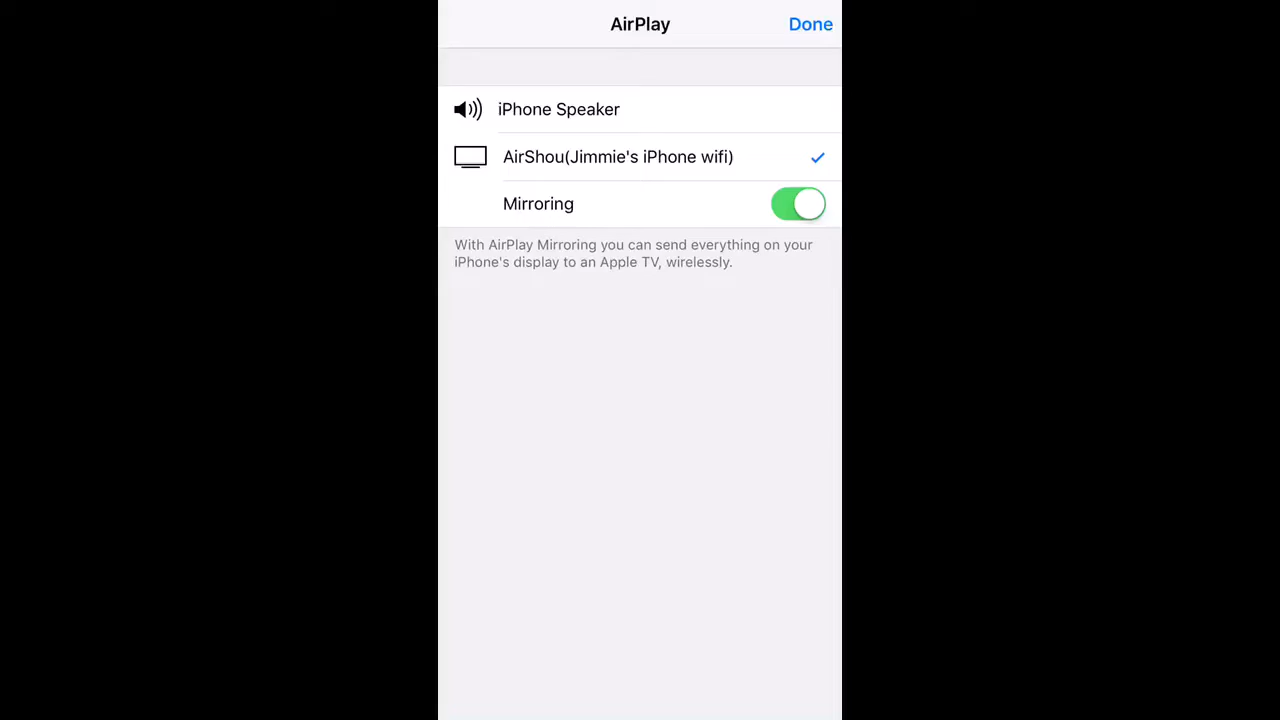 AirPlay
Done
iPhone Speaker
AirShou(Jimmie's iPhone wifi)
Mirroring
With AirPlay Mirroring you can send everything on your
iPhone's display to an Apple TV, wirelessly.